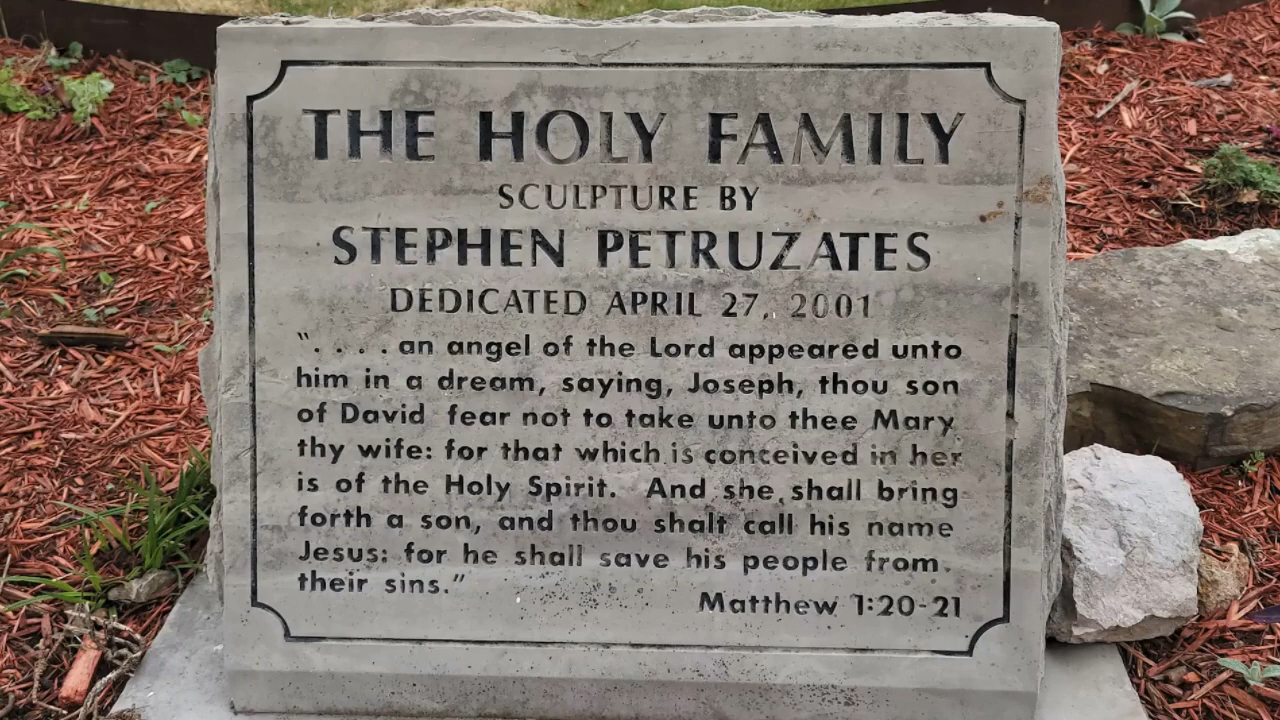 THE HOLY FAMILY
SCULPTURE BY
STEPHEN PETRUZATES
DEDICATED APRIL 27, 2001
“. . . . an angel of the Lord appeared unto
him in a dream, saying, Joseph, thou son
of David fear not to take unto thee Mary
thy wife: for that which is conceived in her
is of the Holy Spirit. And she shall bring
forth a son, and thou shalt call his name
Jesus: for he shall save his people from
their sins.”
Matthew 1:20-21